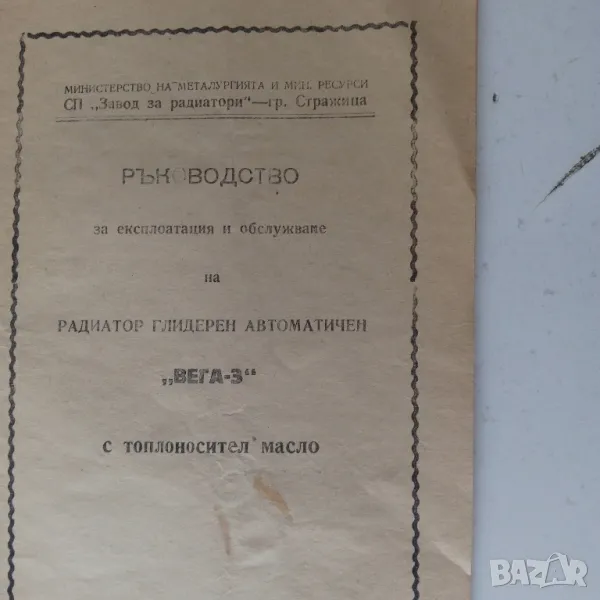 МИНИСТЕРСТВО НА МЕТАЛУРГИЯТА И МИН. РЕСУРСИ
СП „Завод за радиатори“—гр. Стражица
РЪКОВОДСТВО
за експлоатация и обслужване
на
РАДИАТОР ГЛИДЕРЕН АВТОМАТИЧЕН
„ВЕГА-3“
с топлоносител масло
BAZAR